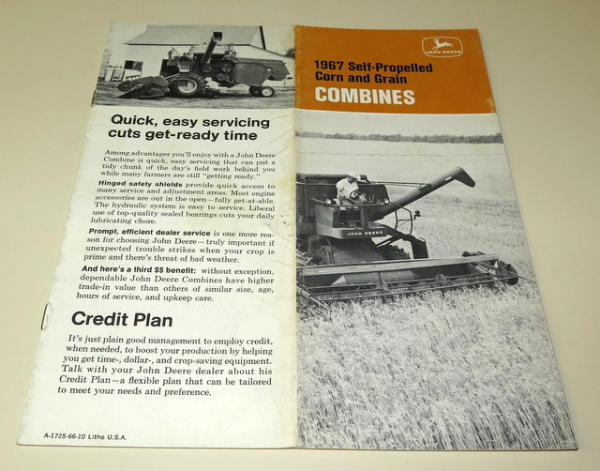 Quick, easy servicing
cuts get-ready time
Among advantages you'll enjoy with a John Deere
Combine is quick, easy servicing that can put a
tidy chunk of the day's field work behind you
while many farmers are still "getting ready."
Hinged safety shields provide quick access to
many service and adjustment areas. Most engine
accessories are out in the open—fully get-at-able.
The hydraulic system is easy to service. Liberal
use of top-quality sealed bearings cuts your daily
lubricating chore.
Prompt, efficient dealer service is one more rea-
son for choosing John Deere—truly important if
unexpected trouble strikes when your crop is
prime and there's threat of bad weather.
And here's a third $$ benefit: without exception,
dependable John Deere Combines have higher
trade-in value than others of similar size, age,
hours of service, and upkeep care.
Credit Plan
It's just plain good management to employ credit,
when needed, to boost your production by helping
you get time-, dollar-, and crop-saving equipment.
Talk with your John Deere dealer about his
Credit Plan—a flexible plan that can be tailored
to meet your needs and preference.
A-1725-66-10 Litho U.S.A.
JOHN DEERE
1967 Self-Propelled
Corn and Grain
COMBINES
JOHN DEERE